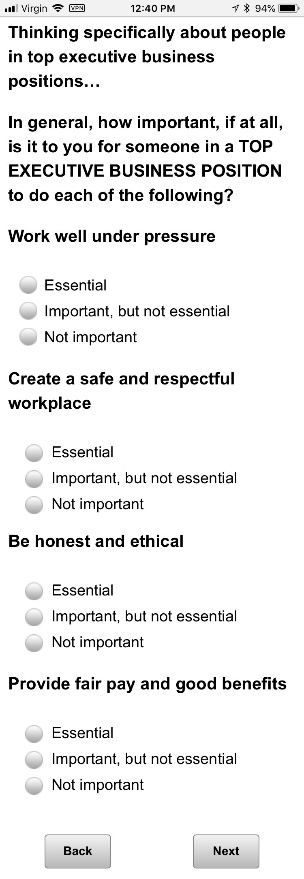 Virgin VPN 12:40 PM 94%
Thinking specifically about people
in top executive business
positions…
In general, how important, if at all,
is it to you for someone in a TOP
EXECUTIVE BUSINESS POSITION
to do each of the following?
Work well under pressure
Essential
Important, but not essential
Not important
Create a safe and respectful
workplace
Essential
Important, but not essential
Not important
Be honest and ethical
Essential
Important, but not essential
Not important
Provide fair pay and good benefits
Essential
Important, but not essential
Not important
Back Next